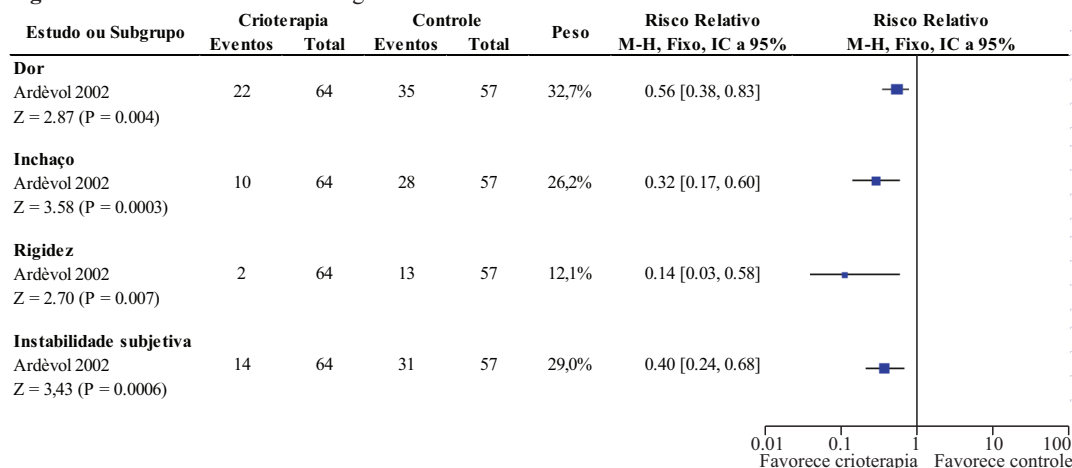 Estudo ou Subgrupo Crioterapia Controle Peso Risco Relativo Risco Relativo
Eventos Total Eventos Total M-H, Fixo, IC a 95% M-H, Fixo, IC a 95%
Dor
Ardèvol 2002 22 64 35 57 32,7% 0.56 [0.38, 0.83]
Z = 2.87 (P = 0.004)
Inchaço
Ardèvol 2002 10 64 28 57 26,2% 0.32 [0.17, 0.60]
Z = 3.58 (P = 0.0003)
Rigidez
Ardèvol 2002 2 64 13 57 12,1% 0.14 [0.03, 0.58]
Z = 2.70 (P = 0.007)
Instabilidade subjetiva
Ardèvol 2002 14 64 31 57 29,0% 0.40 [0.24, 0.68]
Z = 3,43 (P = 0.0006)
0.01 0.1 1 10 100
Favorece crioterapia Favorece controle